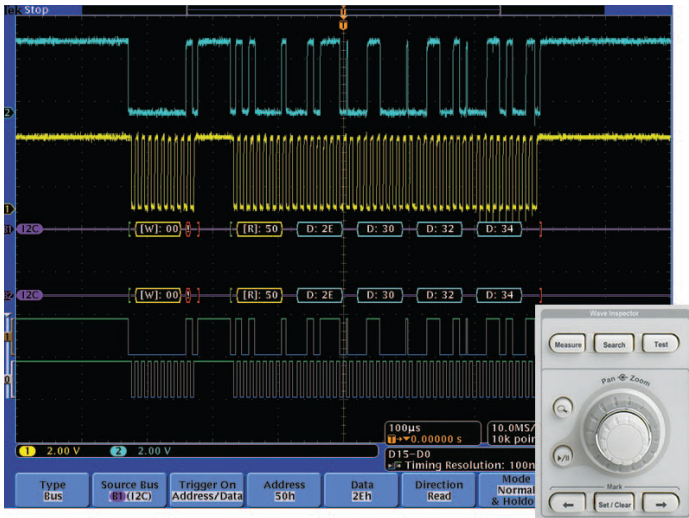 Tek Stop
2
1
B1 I2C [W]: 00 ! [R]: 50 D: 2E D: 30 D: 32 D: 34
B2 I2C [W]: 00 ! [R]: 50 D: 2E D: 30 D: 32 D: 34
1
0
Wave Inspector
Measure Search Test
Pan Zoom
Mark
← Set / Clear →
100µs
T→▼0.00000 s
10.0MS/
10k poin
1 2.00 V 2 2.00 V
D15-D0
Timing Resolution: 100n
Type
Bus
Source Bus
B1 (I2C)
Trigger On
Address/Data
Address
50h
Data
2Eh
Direction
Read
Mode
Normal
& Holdo